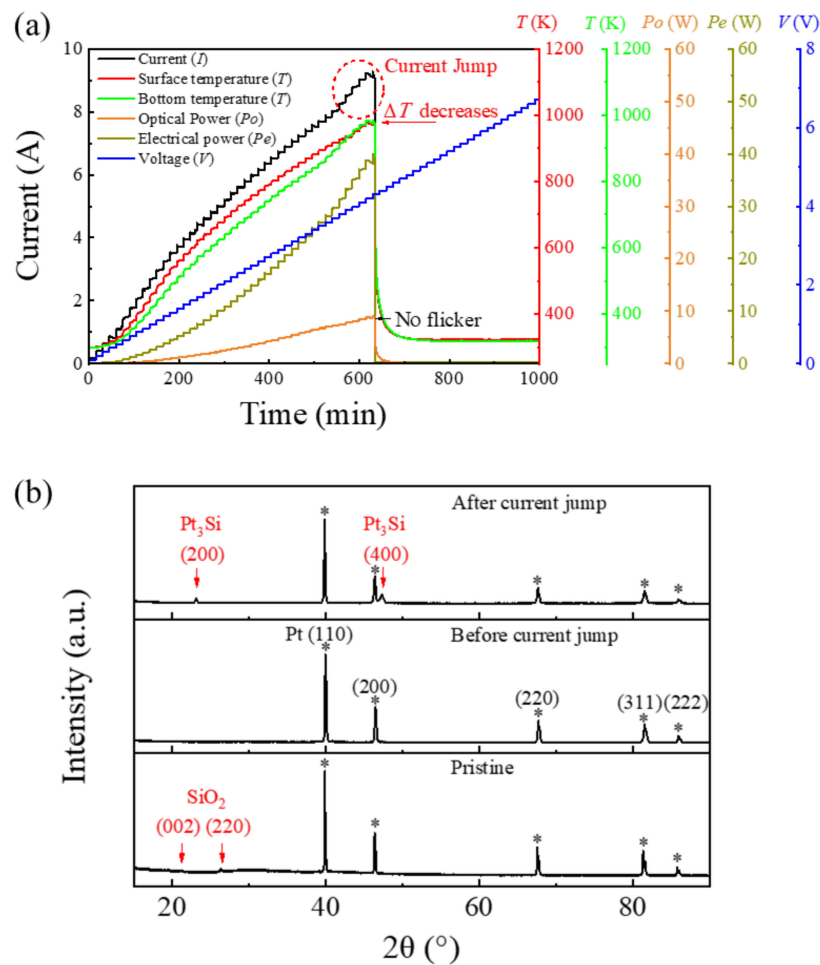 (a)
T (K) T (K) Po (W) Pe (W) V (V)
10 1200 1200 60 60 8
Current (I)
Surface temperature (T)
Bottom temperature (T)
Optical Power (Po)
Electrical power (Pe)
Voltage (V)
Current Jump
ΔT decreases
8 1000 1000 50 50
6
6 800 800 40 40
4
30 30
4 600 600
20 20
2
2 400 400 10 10
No flicker
0 0 0 0
0 200 400 600 800 1000
Current (A)
Time (min)
(b)
After current jump
Pt₃Si Pt₃Si
(200) (400)
* * * * *
Pt (110) Before current jump
(200) (220) (311) (222)
* * * * *
Pristine
SiO₂
(002) (220)
* * * * *
20 40 60 80
Intensity (a.u.)
2θ (°)